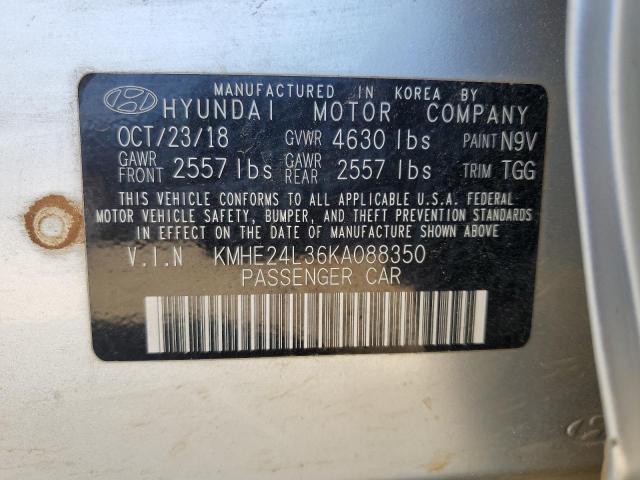 MANUFACTURED IN KOREA BY
HYUNDAI MOTOR COMPANY
OCT/23/18 GVWR 4630 lbs PAINT N9V
GAWR FRONT 2557 lbs GAWR REAR 2557 lbs TRIM TGG
THIS VEHICLE CONFORMS TO ALL APPLICABLE U.S.A. FEDERAL
MOTOR VEHICLE SAFETY, BUMPER, AND THEFT PREVENTION STANDARDS
IN EFFECT ON THE DATE OF MANUFACTURE SHOWN ABOVE.
V.I.N KMHE24L36KA088350
PASSENGER CAR